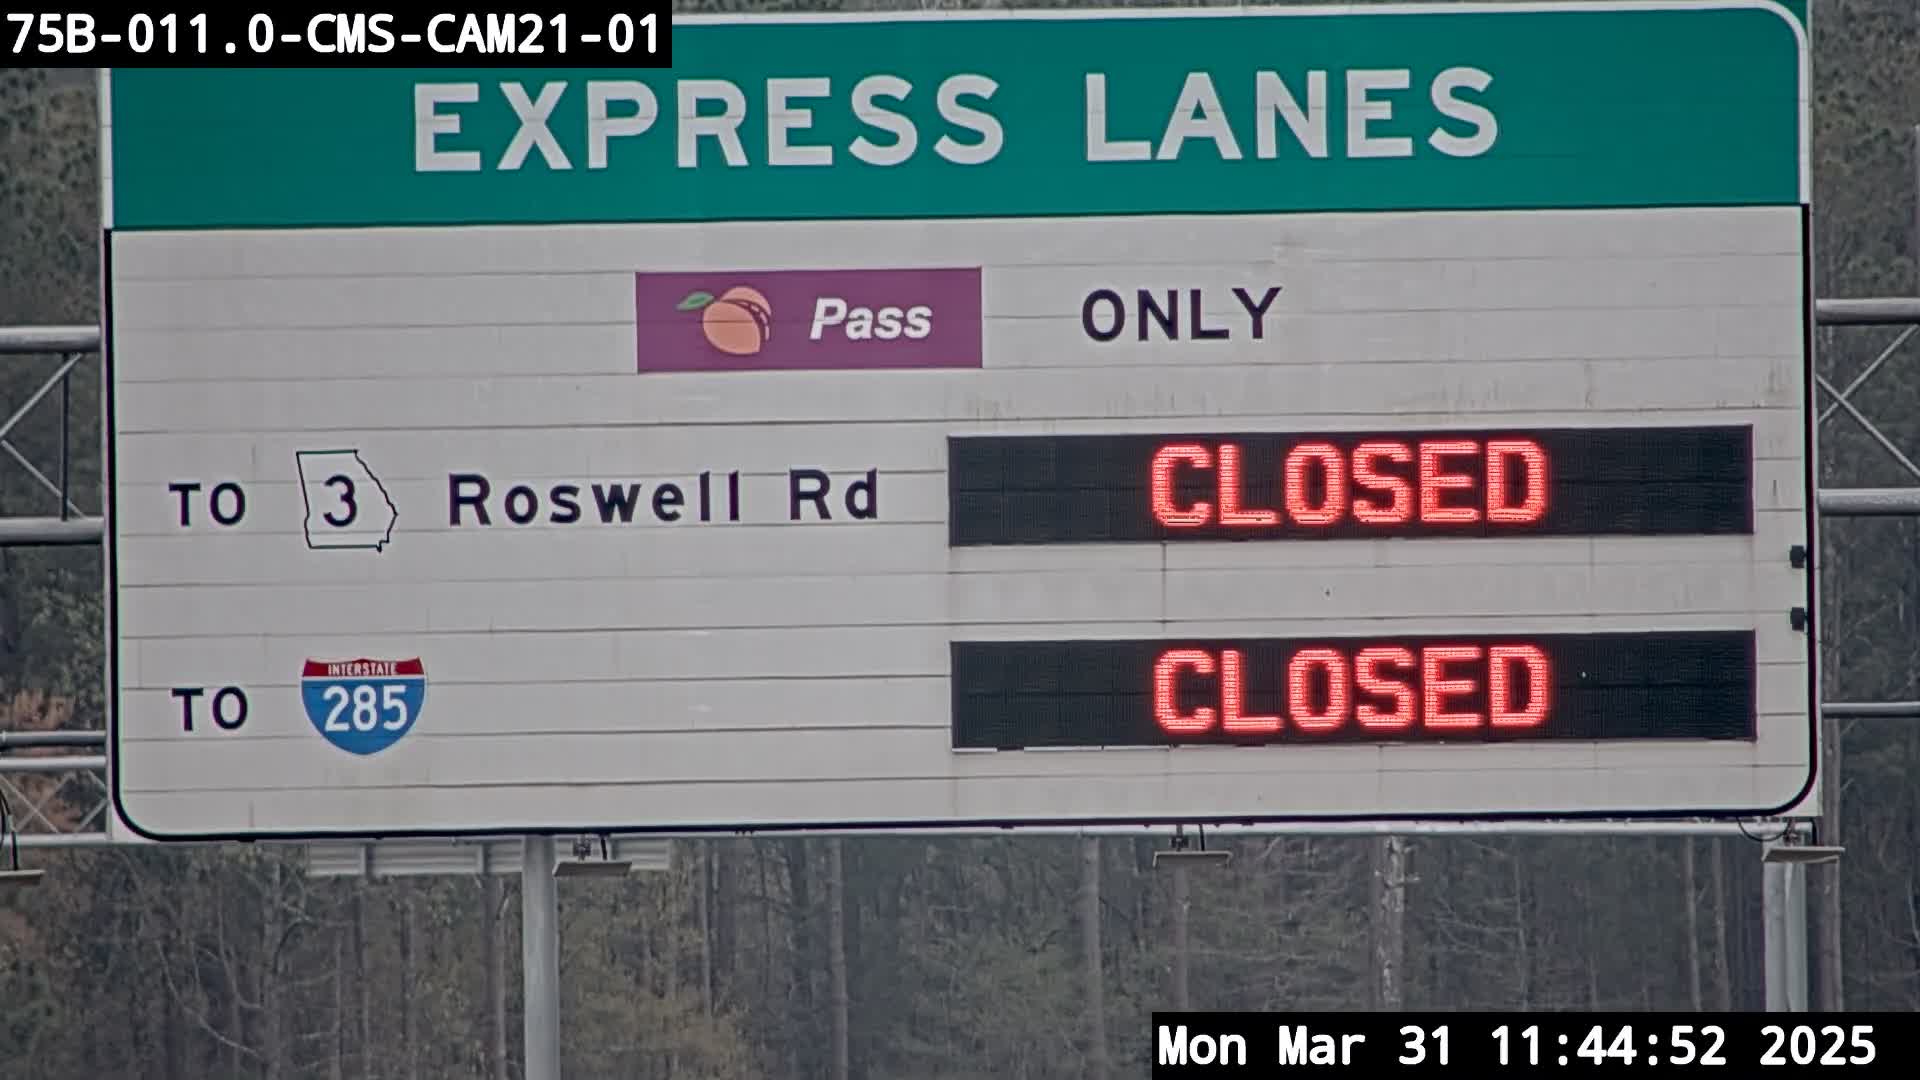 75B-011.0-CMS-CAM21-01
EXPRESS LANES
Pass ONLY
TO 3 Roswell Rd CLOSED
INTERSTATE
TO 285 CLOSED
Mon Mar 31 11:44:52 2025